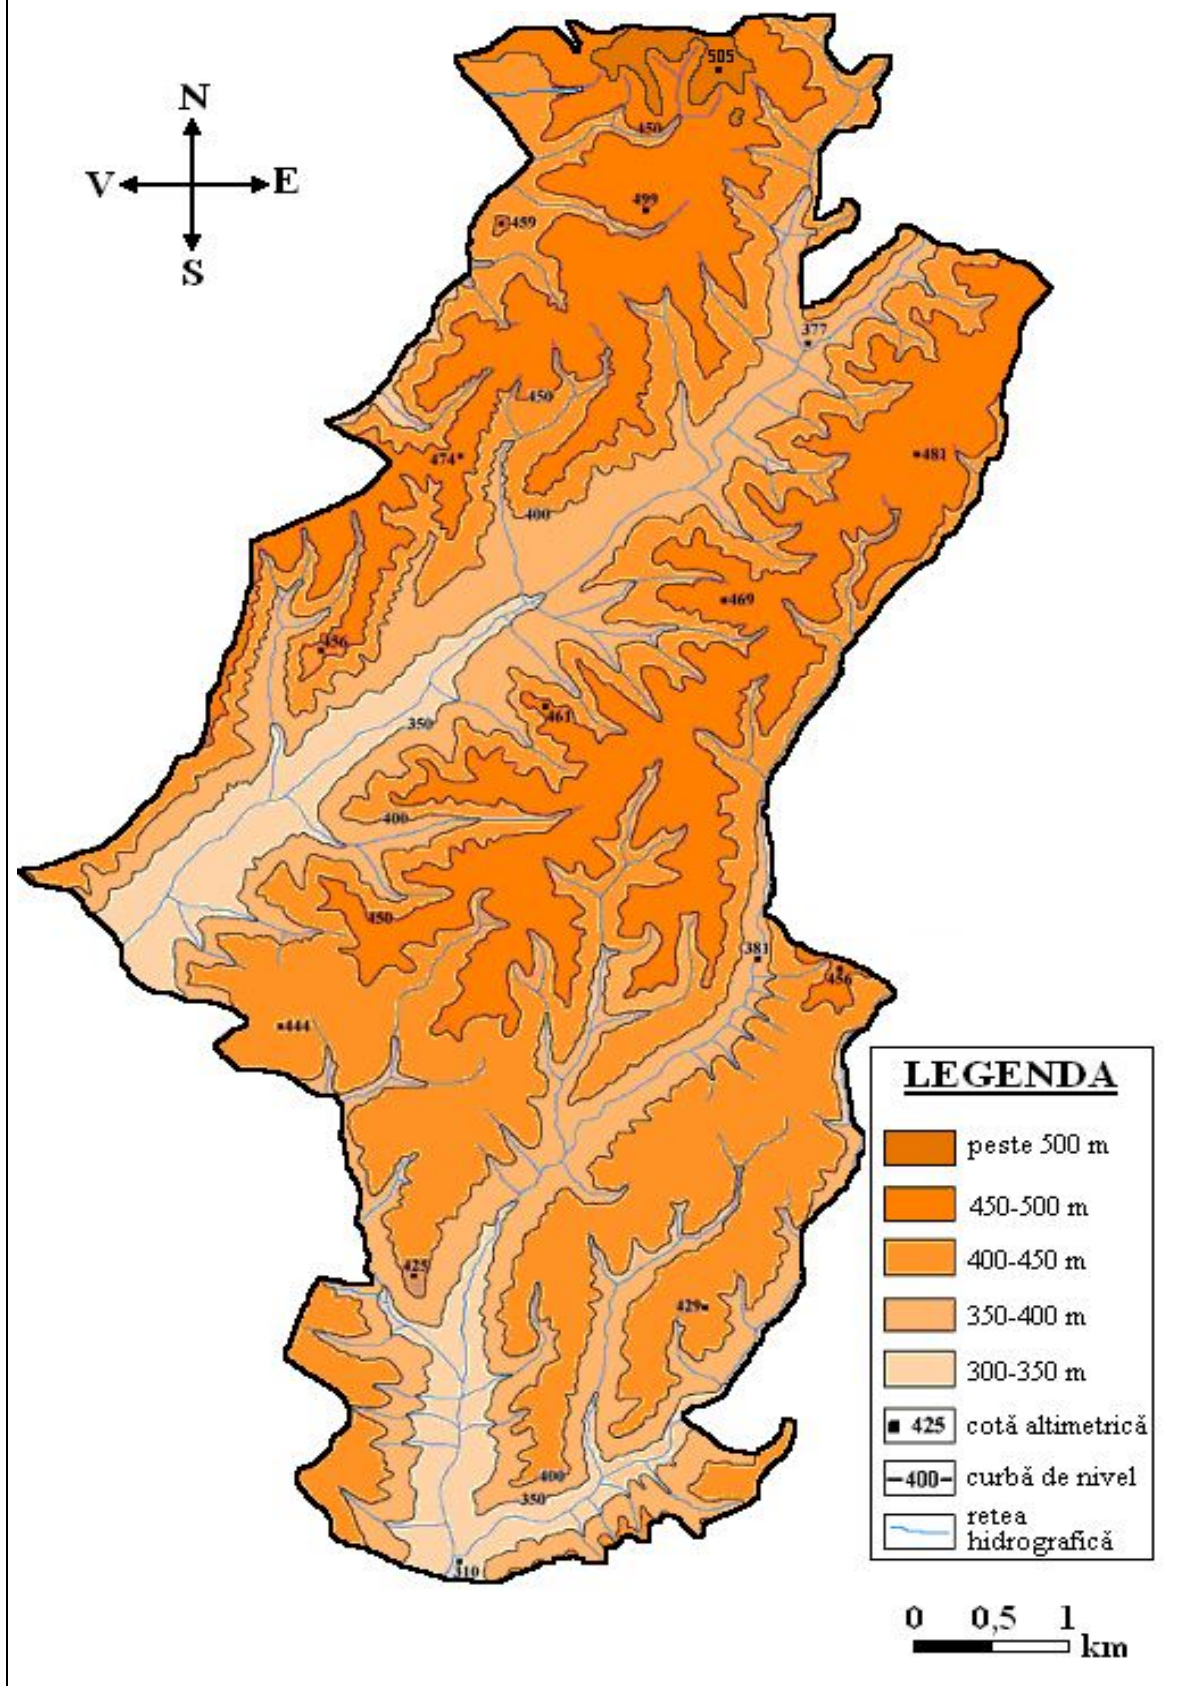 505
N
450
V
E
499
459
S
377
450
474
481
400
469
456
461
350
400
450
381
456
444
LEGENDA
peste 500 m
450-500 m
425
400-450 m
429
350-400 m
300-350 m
425 cotă altimetrică
400
-400- curbă de nivel
350
retea
hidrografică
310
0 0,5 1
km